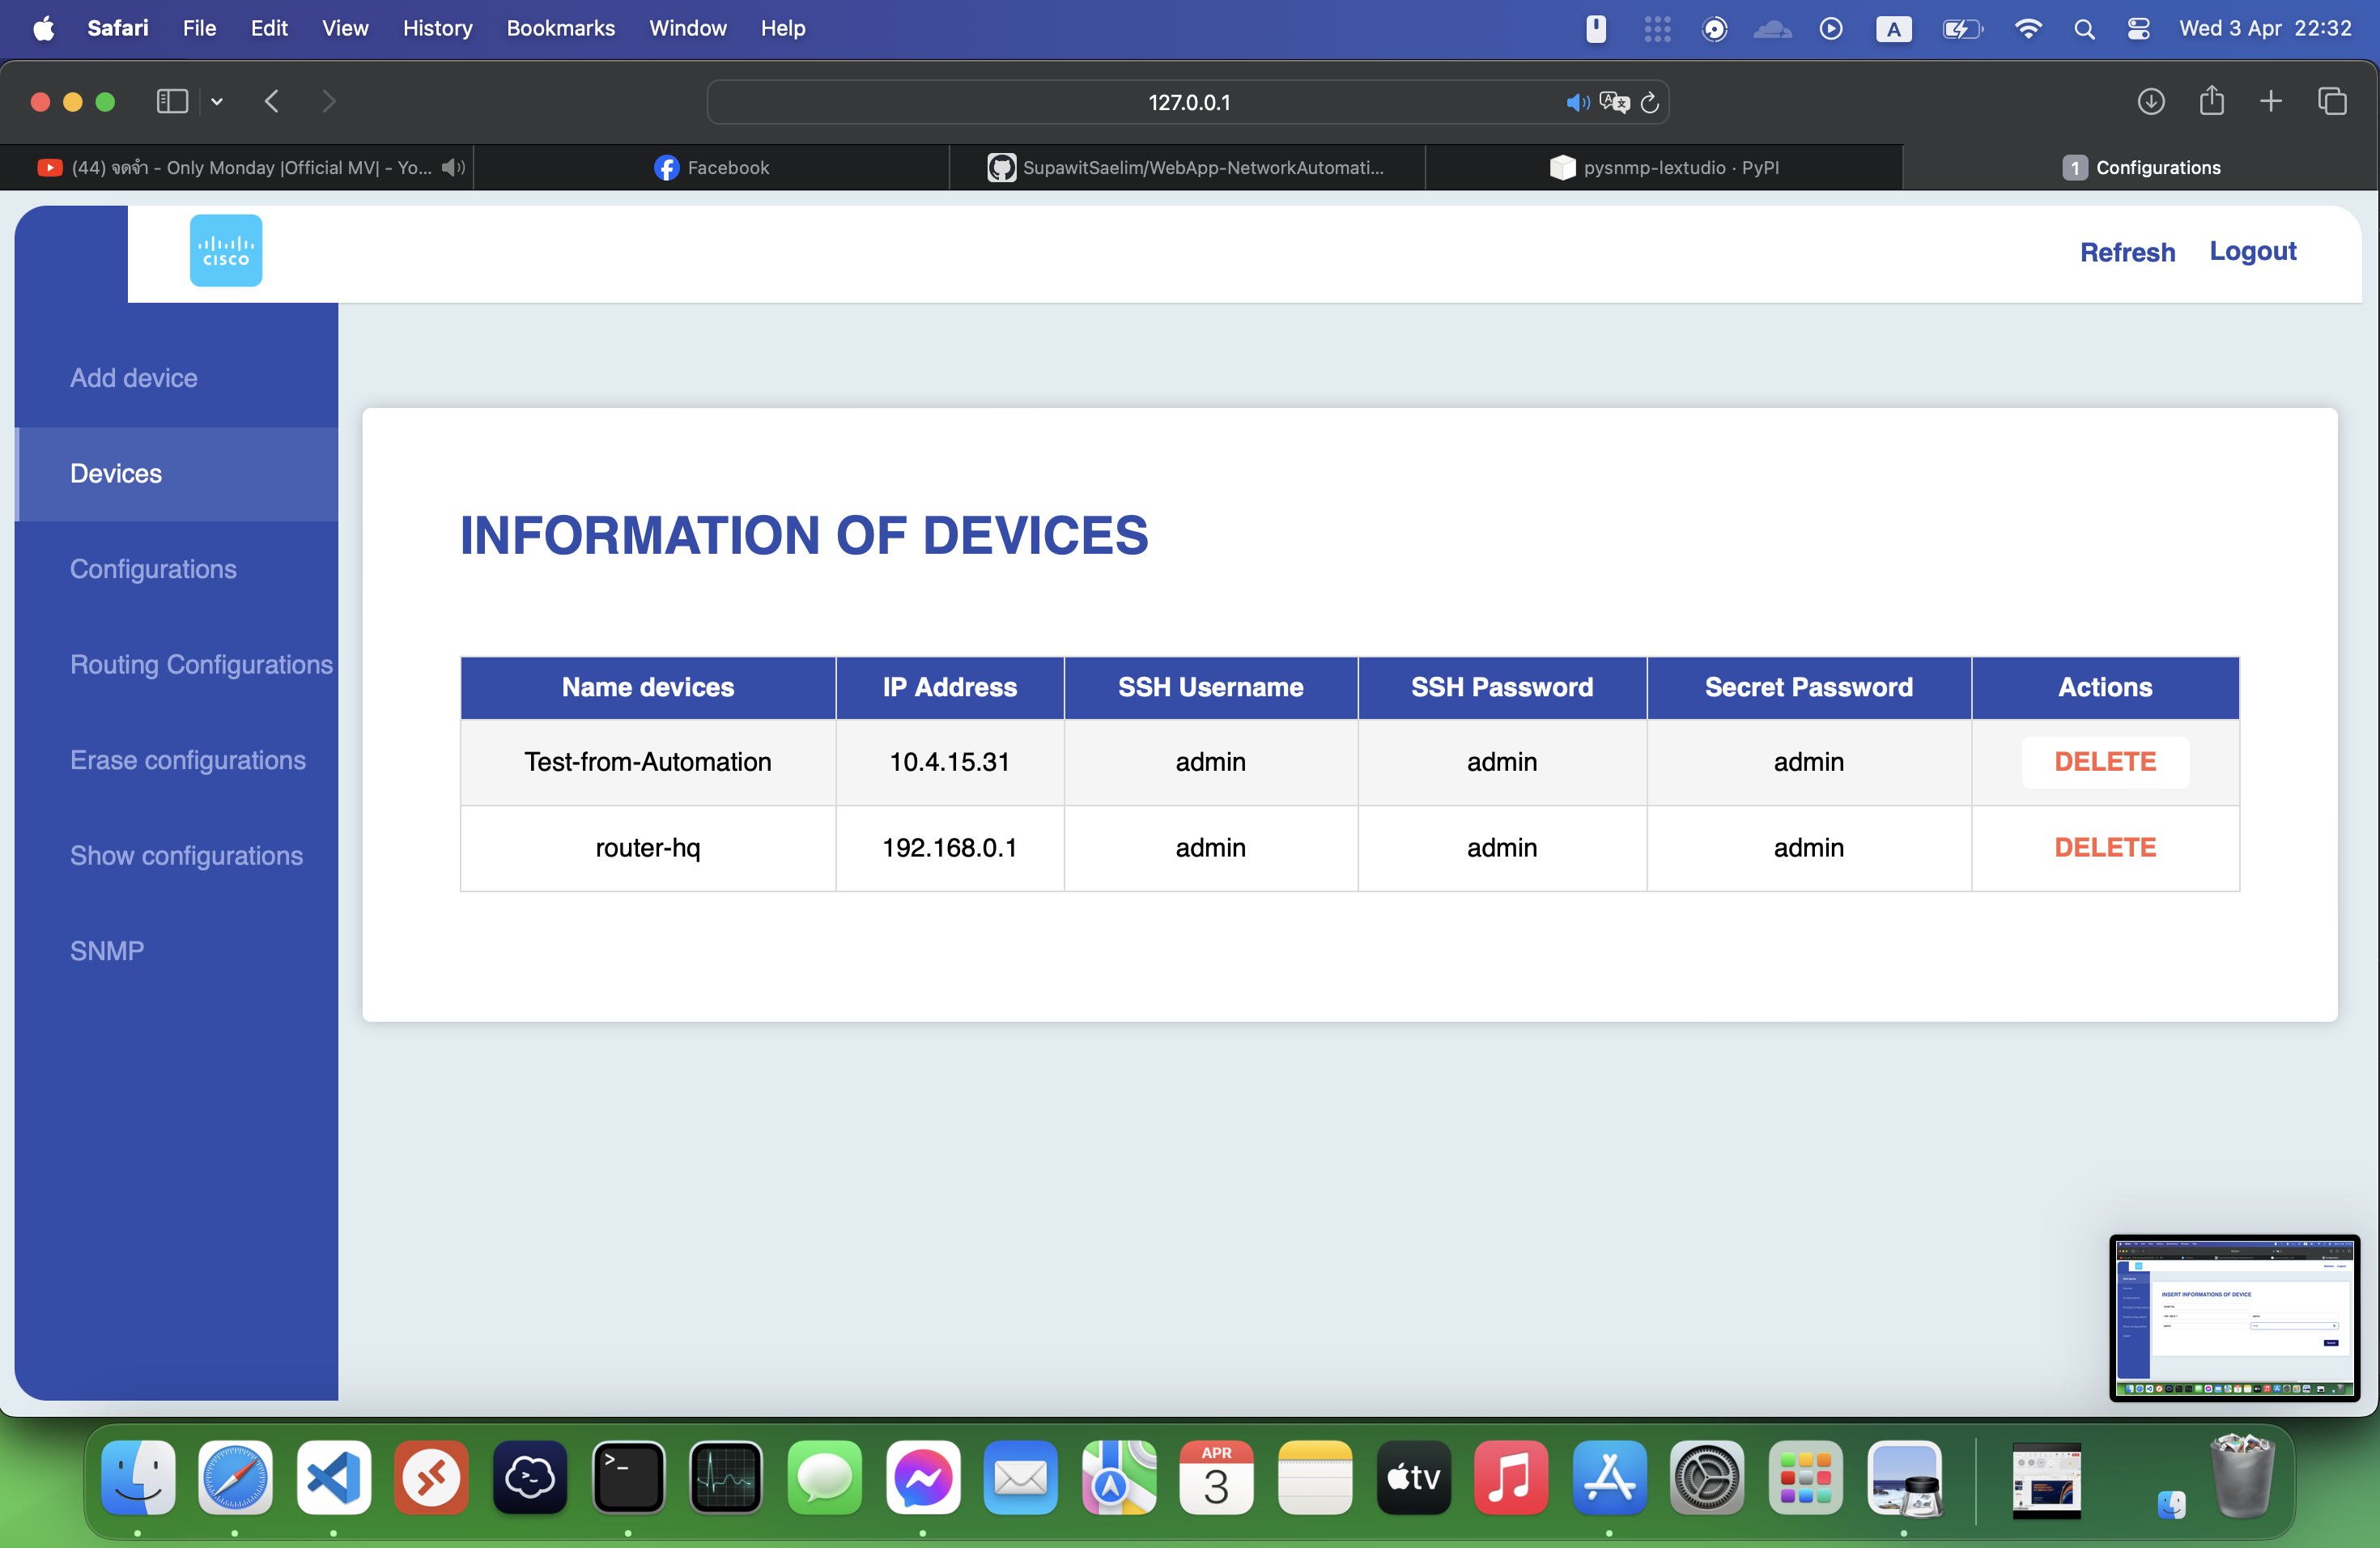 Safari File Edit View History Bookmarks Window Help A Wed 3 Apr 22:32
127.0.0.1
(44) จดจำ - Only Monday |Official MV| - Yo...
Facebook
SupawitSaelim/WebApp-NetworkAutomati...
pysnmp-lextudio · PyPI
1 Configurations
CISCO
Refresh Logout
Add device
Devices
Configurations
Routing Configurations
Erase configurations
Show configurations
SNMP
INFORMATION OF DEVICES
Name devices IP Address SSH Username SSH Password Secret Password Actions
Test-from-Automation 10.4.15.31 admin admin admin DELETE
router-hq 192.168.0.1 admin admin admin DELETE
INSERT INFORMATIONS OF DEVICE
APR
3
tv